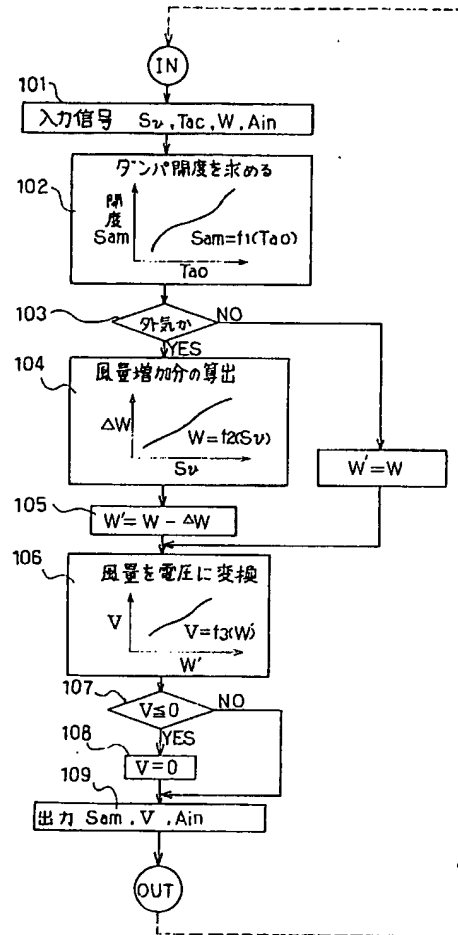 IN
101
入力信号 Sv, Tac, W, Ain
ダンパ開度を求める
102
開度
Sam
Sam=f1(Tao)
Tao
103
外気か
NO
YES
104
風量増加分の算出
ΔW
W=f2(Sv)
Sv
W'=W
105
W'=W-ΔW
106
風量を電圧に変換
V
V=f3(W')
W'
107
V≦0
NO
YES
108
V=0
109
出力 Sam, V, Ain
OUT